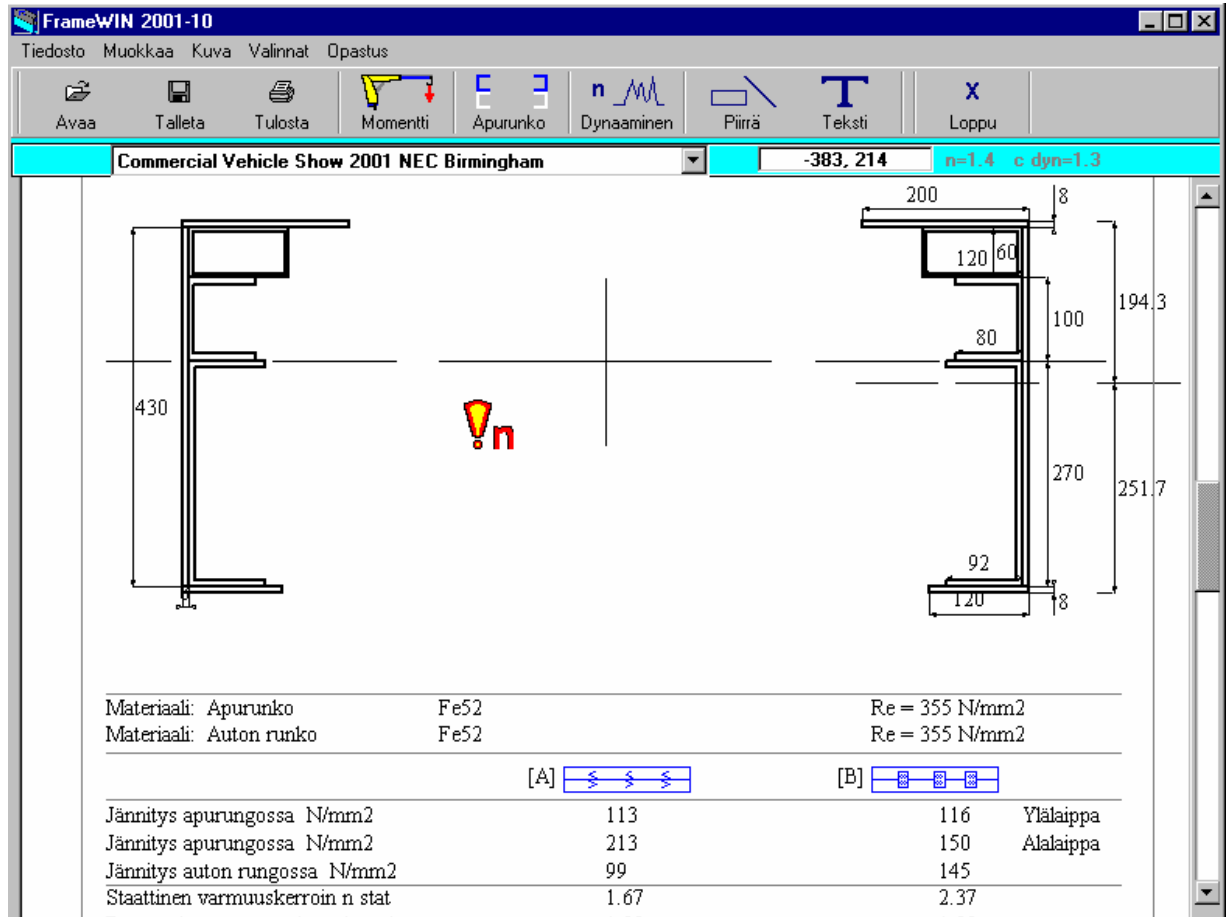 FrameWIN 2001-10
Tiedosto Muokkaa Kuva Valinnat Opastus
n
x
Avaa Talleta Tulosta Momentti Apurunko Dynaaminen Piirrä Teksti Loppu
Commercial Vehicle Show 2001 NEC Birmingham -383, 214 n=1.4 c dyn=1.3
200 8
120 60
194.3
100
80
430
n
270
251.7
92
120 8
Materiaali: Apurunko Fe52 Re = 355 N/mm2
Materiaali: Auton runko Fe52 Re = 355 N/mm2
[A] [B]
Jännitys apurungossa N/mm2 113 116 Ylälaippa
Jännitys apurungossa N/mm2 213 150 Alalaippa
Jännitys auton rungossa N/mm2 99 145
Staattinen varmuuskerroin n stat 1.67 2.37